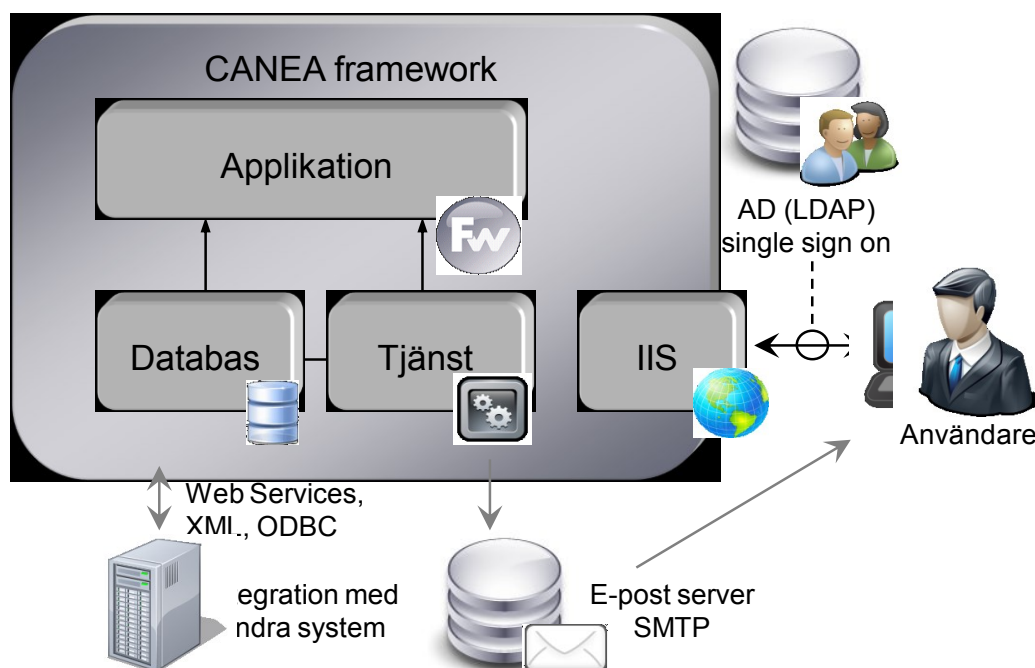 CANEA framework
Applikation
Fw
AD (LDAP)
single sign on
Databas
Tjänst
IIS
Användare
Web Services,
XML, ODBC
egration med
ndra system
E-post server
SMTP